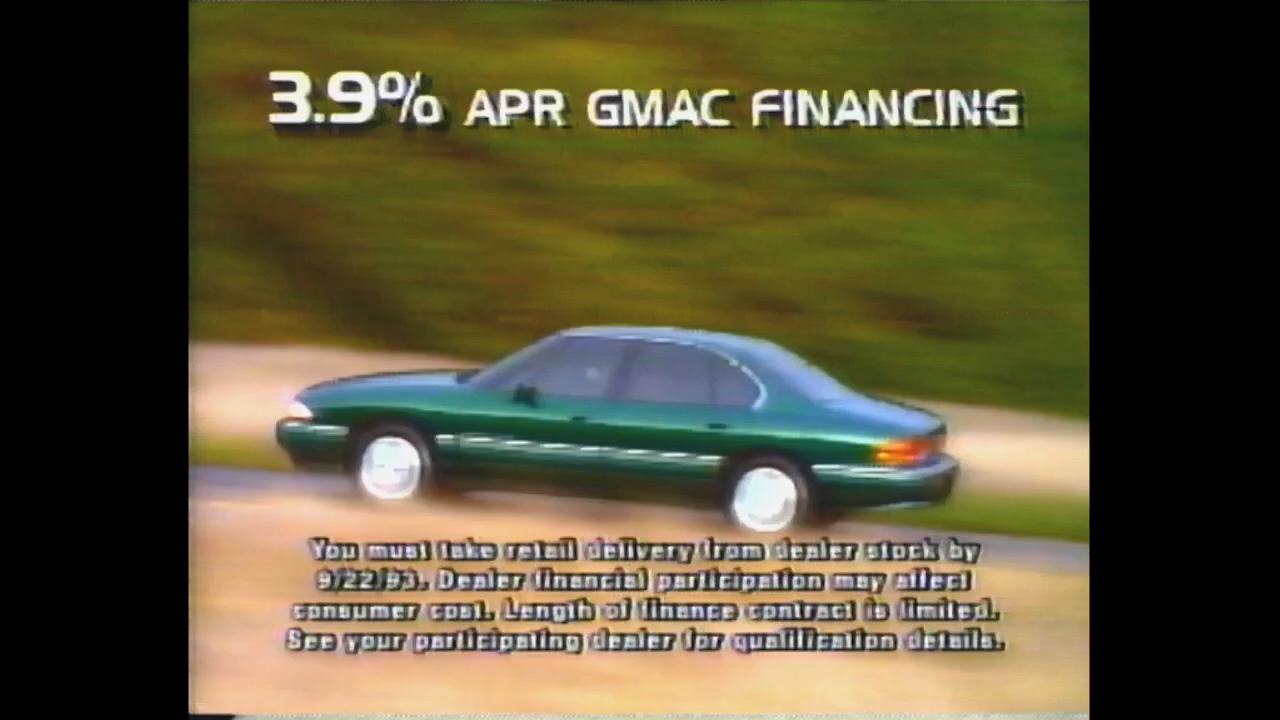 3.9% APR GMAC FINANCING
You must take retail delivery from dealer stock by
9/22/93. Dealer financial participation may affect
consumer cost. Length of finance contract is limited.
See your participating dealer for qualification details.